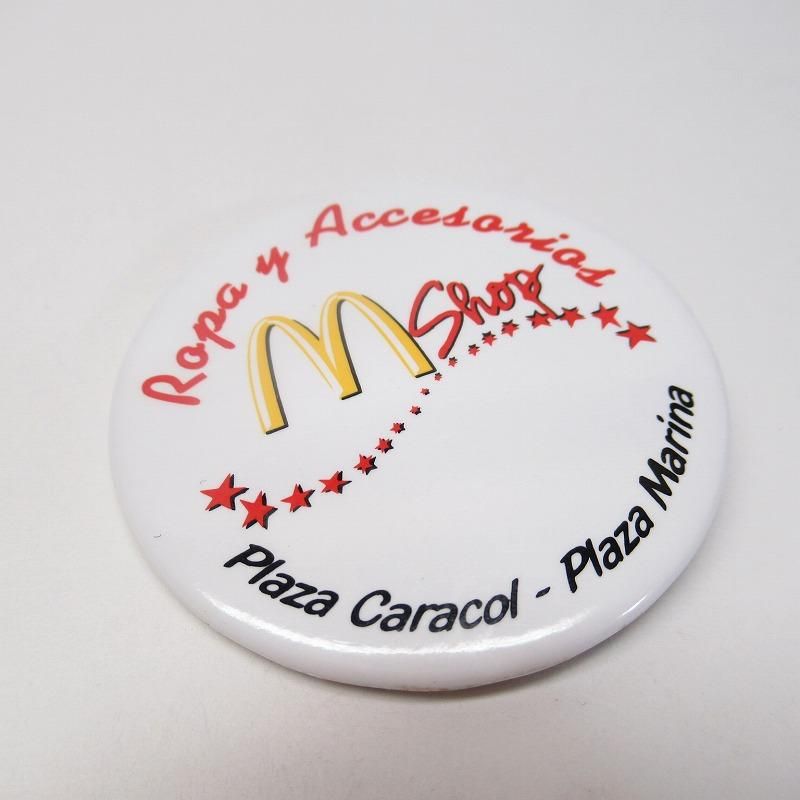 Ropa y Accesorios
M Shop
Plaza Caracol - Plaza Marina